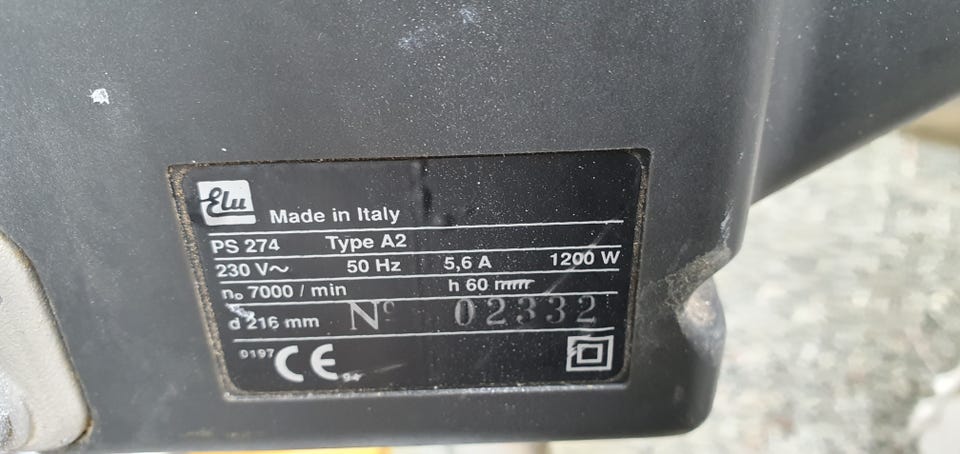 Elu Made in Italy
PS 274 Type A2
230 V~ 50 Hz 5,6 A 1200 W
n₀ 7000 / min h 60 mm
d 216 mm Nº 02332
0197 CE 94